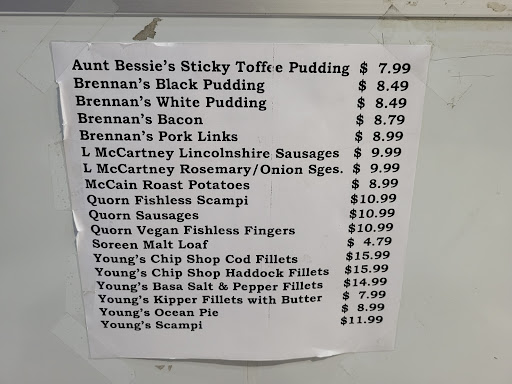 Aunt Bessie's Sticky Toffee Pudding $ 7.99
Brennan's Black Pudding $ 8.49
Brennan's White Pudding $ 8.49
Brennan's Bacon $ 8.79
Brennan's Pork Links $ 8.99
L McCartney Lincolnshire Sausages $ 9.99
L McCartney Rosemary/Onion Sges. $ 9.99
McCain Roast Potatoes $ 8.99
Quorn Fishless Scampi $10.99
Quorn Sausages $10.99
Quorn Vegan Fishless Fingers $10.99
Soreen Malt Loaf $ 4.79
Young's Chip Shop Cod Fillets $15.99
Young's Chip Shop Haddock Fillets $15.99
Young's Basa Salt & Pepper Fillets $14.99
Young's Kipper Fillets with Butter $ 7.99
Young's Ocean Pie $ 8.99
Young's Scampi $11.99